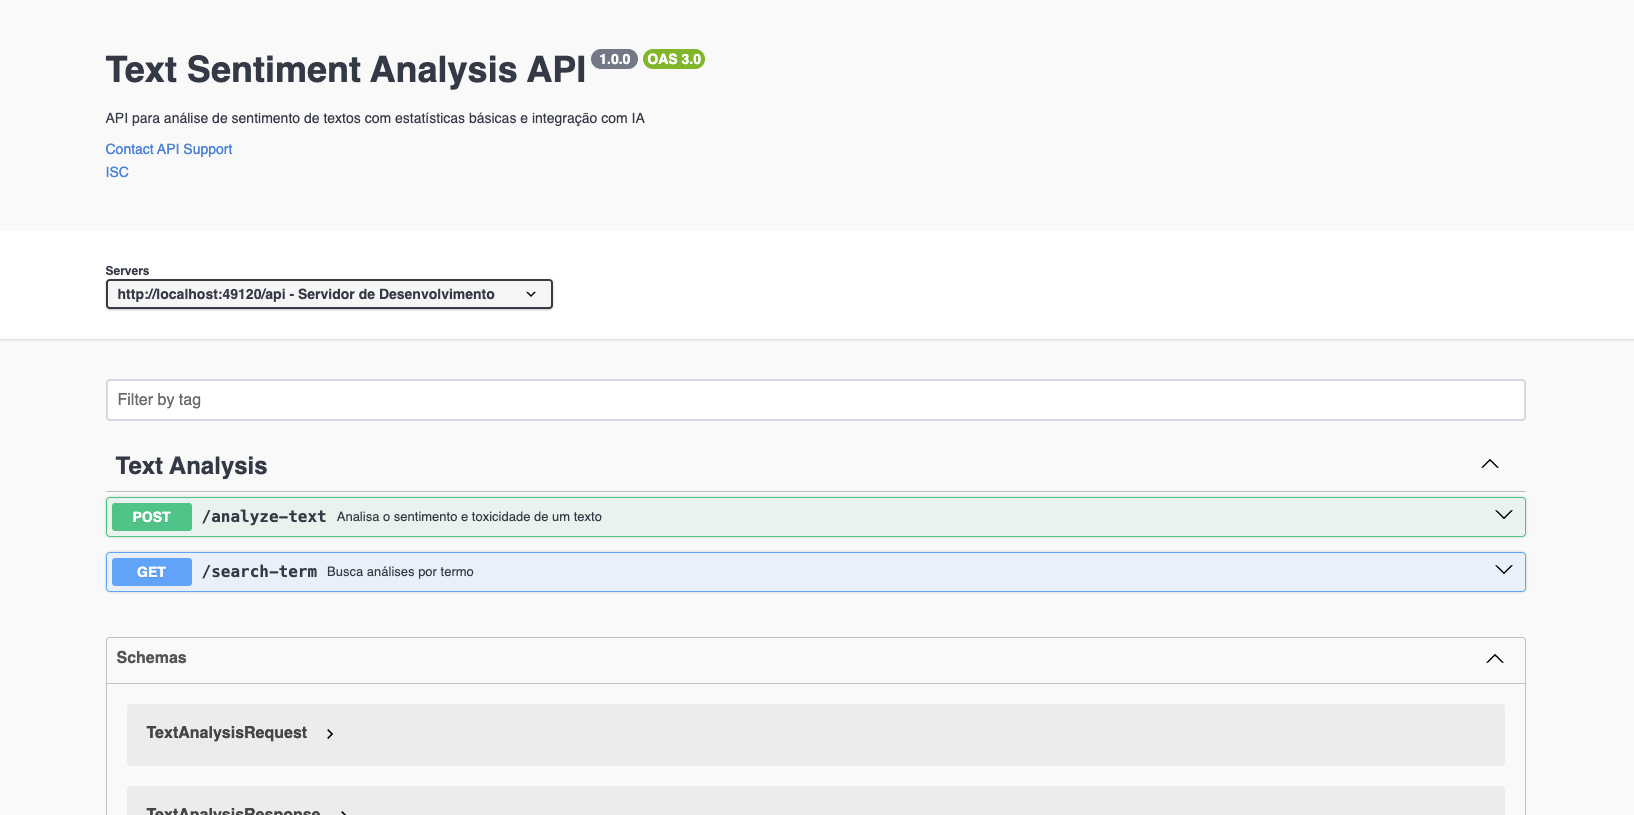 Text Sentiment Analysis API 1.0.0 OAS 3.0
API para análise de sentimento de textos com estatísticas básicas e integração com IA
Contact API Support
ISC
Servers
http://localhost:49120/api - Servidor de Desenvolvimento
Filter by tag
Text Analysis
POST /analyze-text Analisa o sentimento e toxicidade de um texto
GET /search-term Busca análises por termo
Schemas
TextAnalysisRequest
TextAnalysisResponse